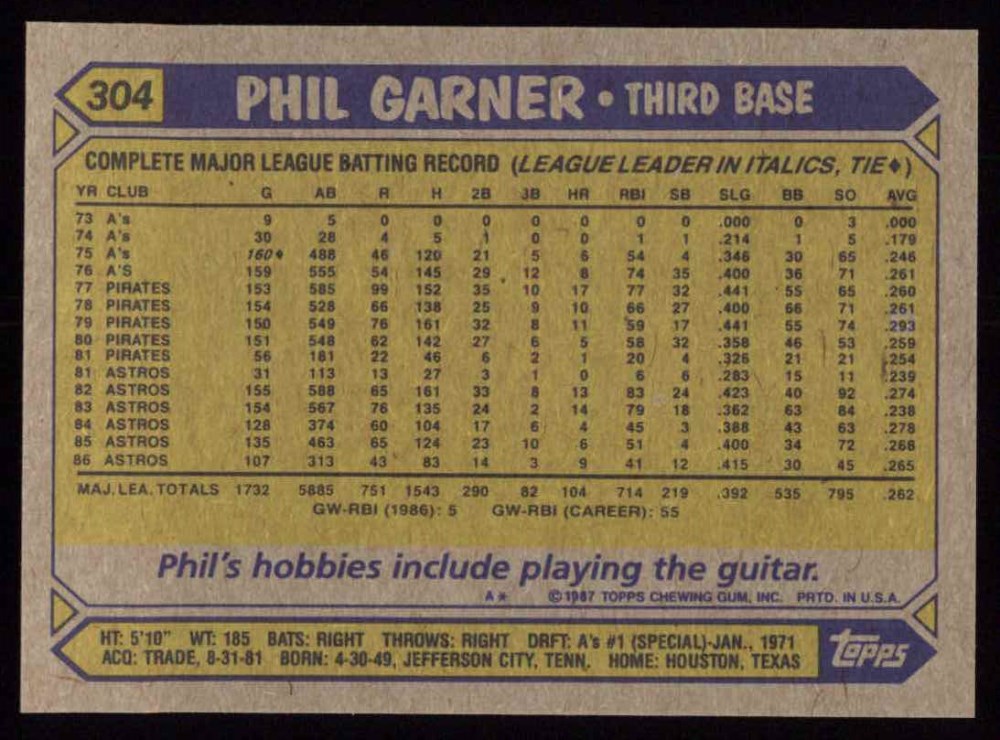 304 PHIL GARNER • THIRD BASE
COMPLETE MAJOR LEAGUE BATTING RECORD (LEAGUE LEADER IN ITALICS, TIE♦)
YR CLUB G AB R H 2B 3B HR RBI SB SLG BB SO AVG
73 A's 9 5 0 0 0 0 0 0 0 .000 0 3 .000
74 A's 30 28 4 5 1 0 0 1 1 .214 1 5 .179
75 A's 160♦ 488 46 120 21 5 6 54 4 .346 30 65 .246
76 A'S 159 555 54 145 29 12 8 74 35 .400 36 71 .261
77 PIRATES 153 585 99 152 35 10 17 77 32 .441 55 65 .260
78 PIRATES 154 528 66 138 25 9 10 66 27 .400 66 71 .261
79 PIRATES 150 549 76 161 32 8 11 59 17 .441 55 74 .293
80 PIRATES 151 548 62 142 27 6 5 58 32 .358 46 53 .259
81 PIRATES 56 181 22 46 6 2 1 20 4 .326 21 21 .254
81 ASTROS 31 113 13 27 3 1 0 6 6 .283 15 11 .239
82 ASTROS 155 588 65 161 33 8 13 83 24 .423 40 92 .274
83 ASTROS 154 567 76 135 24 2 14 79 18 .362 63 84 .238
84 ASTROS 128 374 60 104 17 6 4 45 3 .388 43 63 .278
85 ASTROS 135 463 65 124 23 10 6 51 4 .400 34 72 .268
86 ASTROS 107 313 43 83 14 3 9 41 12 .415 30 45 .265
MAJ. LEA. TOTALS 1732 5885 751 1543 290 82 104 714 219 .392 535 795 .262
GW-RBI (1986): 5 GW-RBI (CAREER): 55
Phil's hobbies include playing the guitar.
A* ©1987 TOPPS CHEWING GUM, INC. PRTD. IN U.S.A.
HT: 5'10" WT: 185 BATS: RIGHT THROWS: RIGHT DRFT: A's #1 (SPECIAL)-JAN., 1971
ACQ: TRADE, 8-31-81 BORN: 4-30-49, JEFFERSON CITY, TENN. HOME: HOUSTON, TEXAS
topps